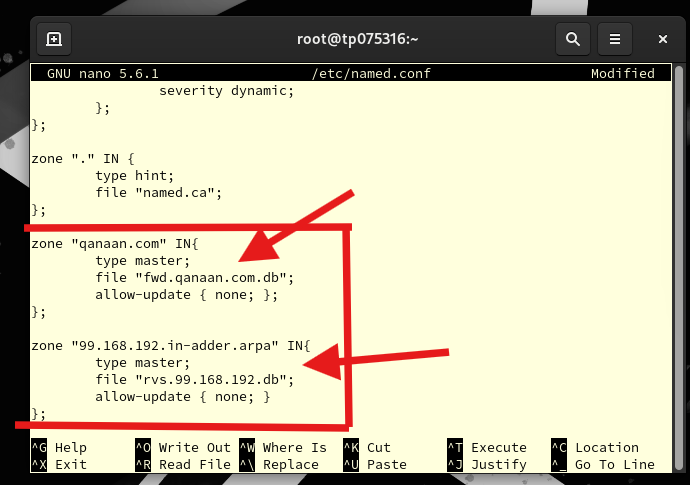 root@tp075316:~
GNU nano 5.6.1 /etc/named.conf Modified
severity dynamic;
};
};
zone "." IN {
type hint;
file "named.ca";
};
zone "qanaan.com" IN{
type master;
file "fwd.qanaan.com.db";
allow-update { none; };
};
zone "99.168.192.in-adder.arpa" IN{
type master;
file "rvs.99.168.192.db";
allow-update { none; }
};
^G Help ^O Write Out ^W Where Is ^K Cut ^T Execute ^C Location
^X Exit ^R Read File ^\ Replace ^U Paste ^J Justify ^_ Go To Line